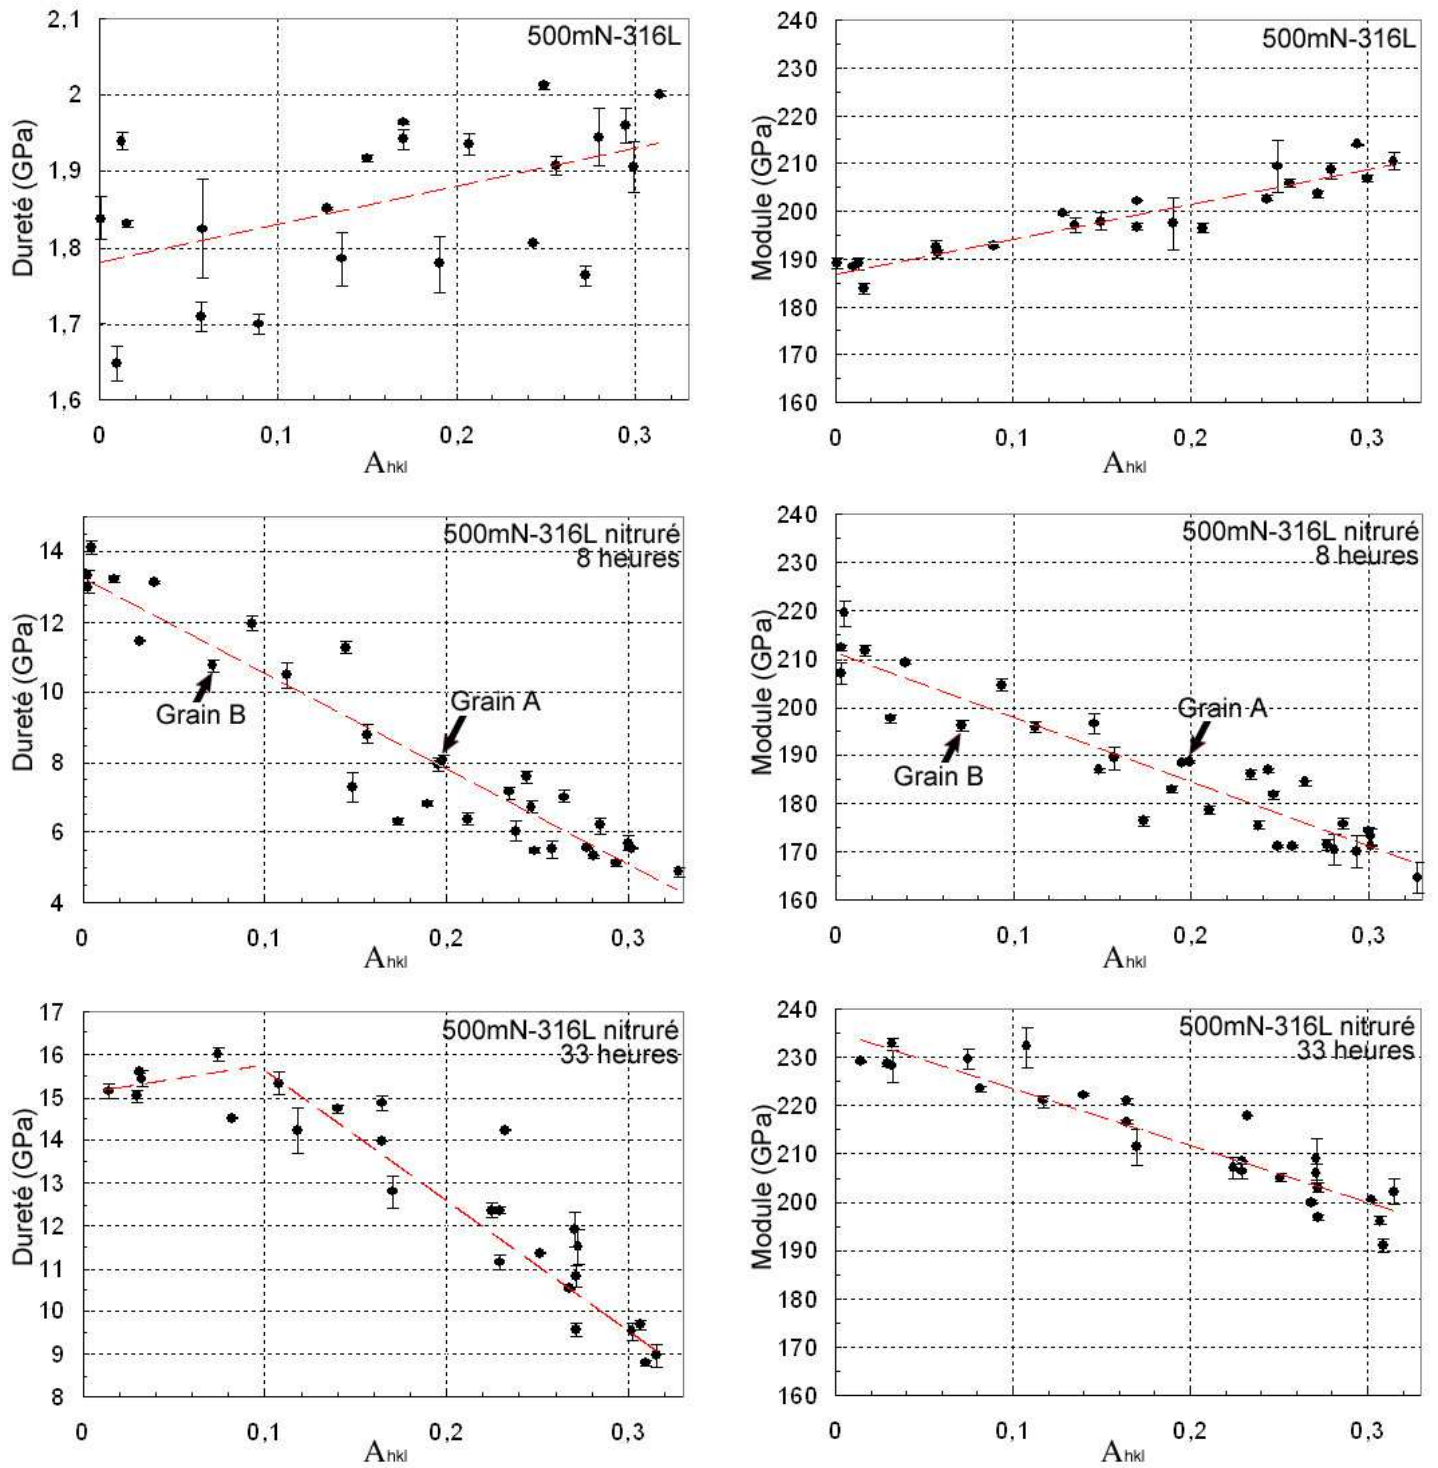 500mN-316L
Dureté (GPa)
2,1
2
1,9
1,8
1,7
1,6
0 0,1 0,2 0,3
Ahkl
500mN-316L
Module (GPa)
240
230
220
210
200
190
180
170
160
0 0,1 0,2 0,3
Ahkl
500mN-316L nitruré
8 heures
Dureté (GPa)
14
12
10
8
6
4
Grain B
Grain A
0 0,1 0,2 0,3
Ahkl
500mN-316L nitruré
8 heures
Module (GPa)
240
230
220
210
200
190
180
170
160
Grain A
Grain B
0 0,1 0,2 0,3
Ahkl
500mN-316L nitruré
33 heures
Dureté (GPa)
17
16
15
14
13
12
11
10
9
8
0 0,1 0,2 0,3
Ahkl
500mN-316L nitruré
33 heures
Module (GPa)
240
230
220
210
200
190
180
170
160
0 0,1 0,2 0,3
Ahkl